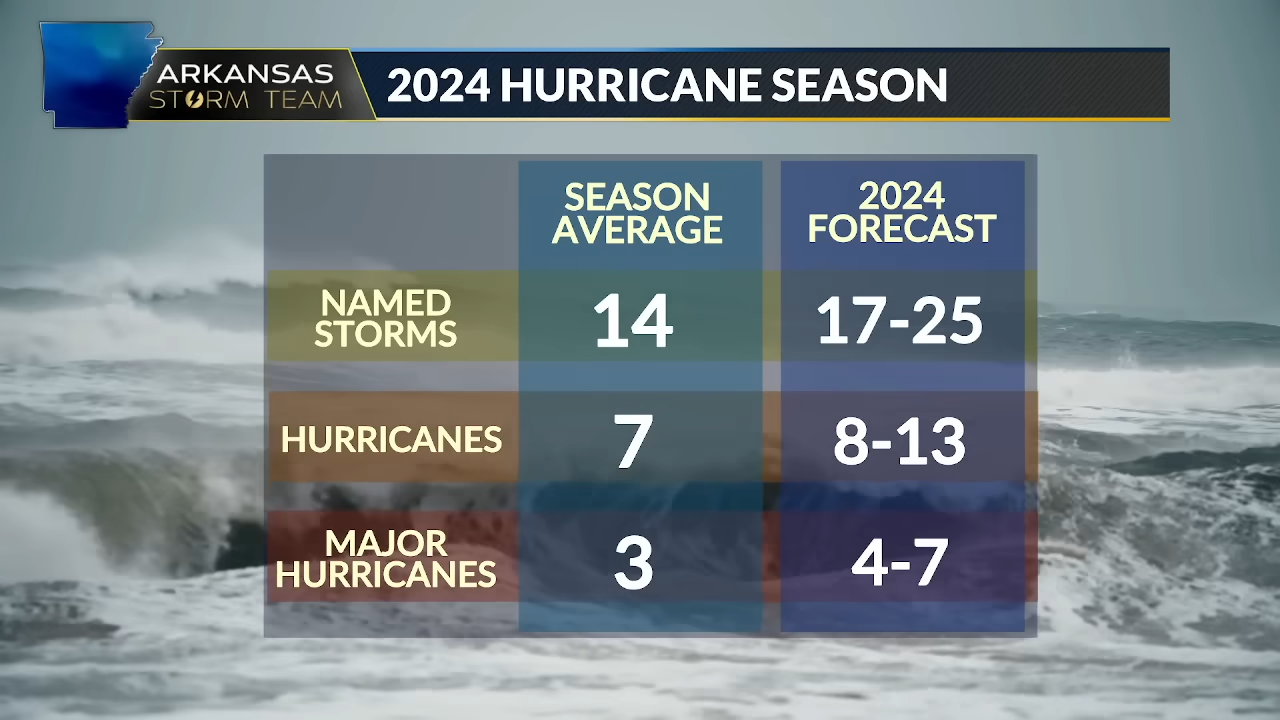 ARKANSAS
STORM TEAM
2024 HURRICANE SEASON
SEASON
AVERAGE
2024
FORECAST
NAMED
STORMS
14
17-25
HURRICANES
7
8-13
MAJOR
HURRICANES
3
4-7